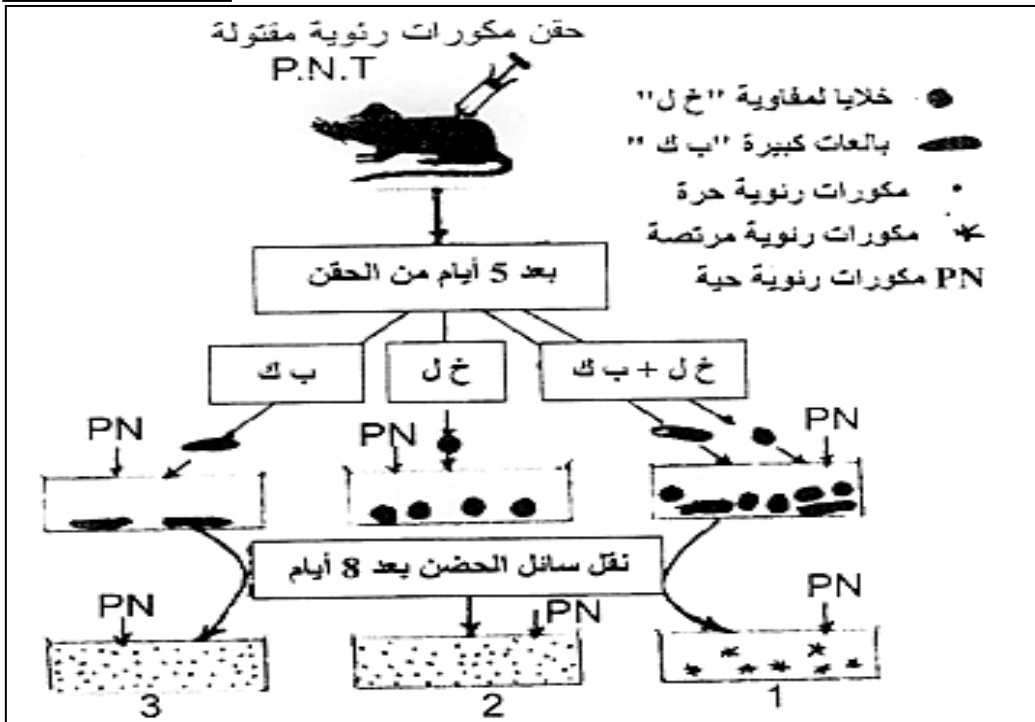 حقن مكورات رئوية مقتولة
P.N.T
خلايا لمفاوية "خ ل"
بالعات كبيرة "ب ك"
مكورات رئوية حرة
مكورات رئوية مرتصة
PN مكورات رئوية حية
بعد 5 أيام من الحقن
خ ل + ب ك
خ ل
ب ك
PN
PN
PN
نقل سائل الحضن بعد 8 أيام
PN
PN
PN
1
2
3